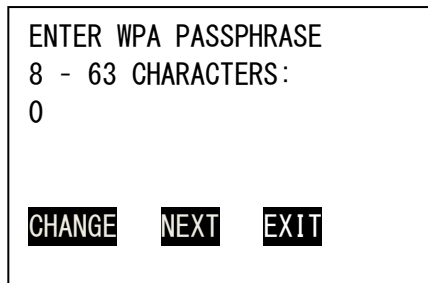 ENTER WPA PASSPHRASE
8 - 63 CHARACTERS:
0
CHANGE NEXT EXIT